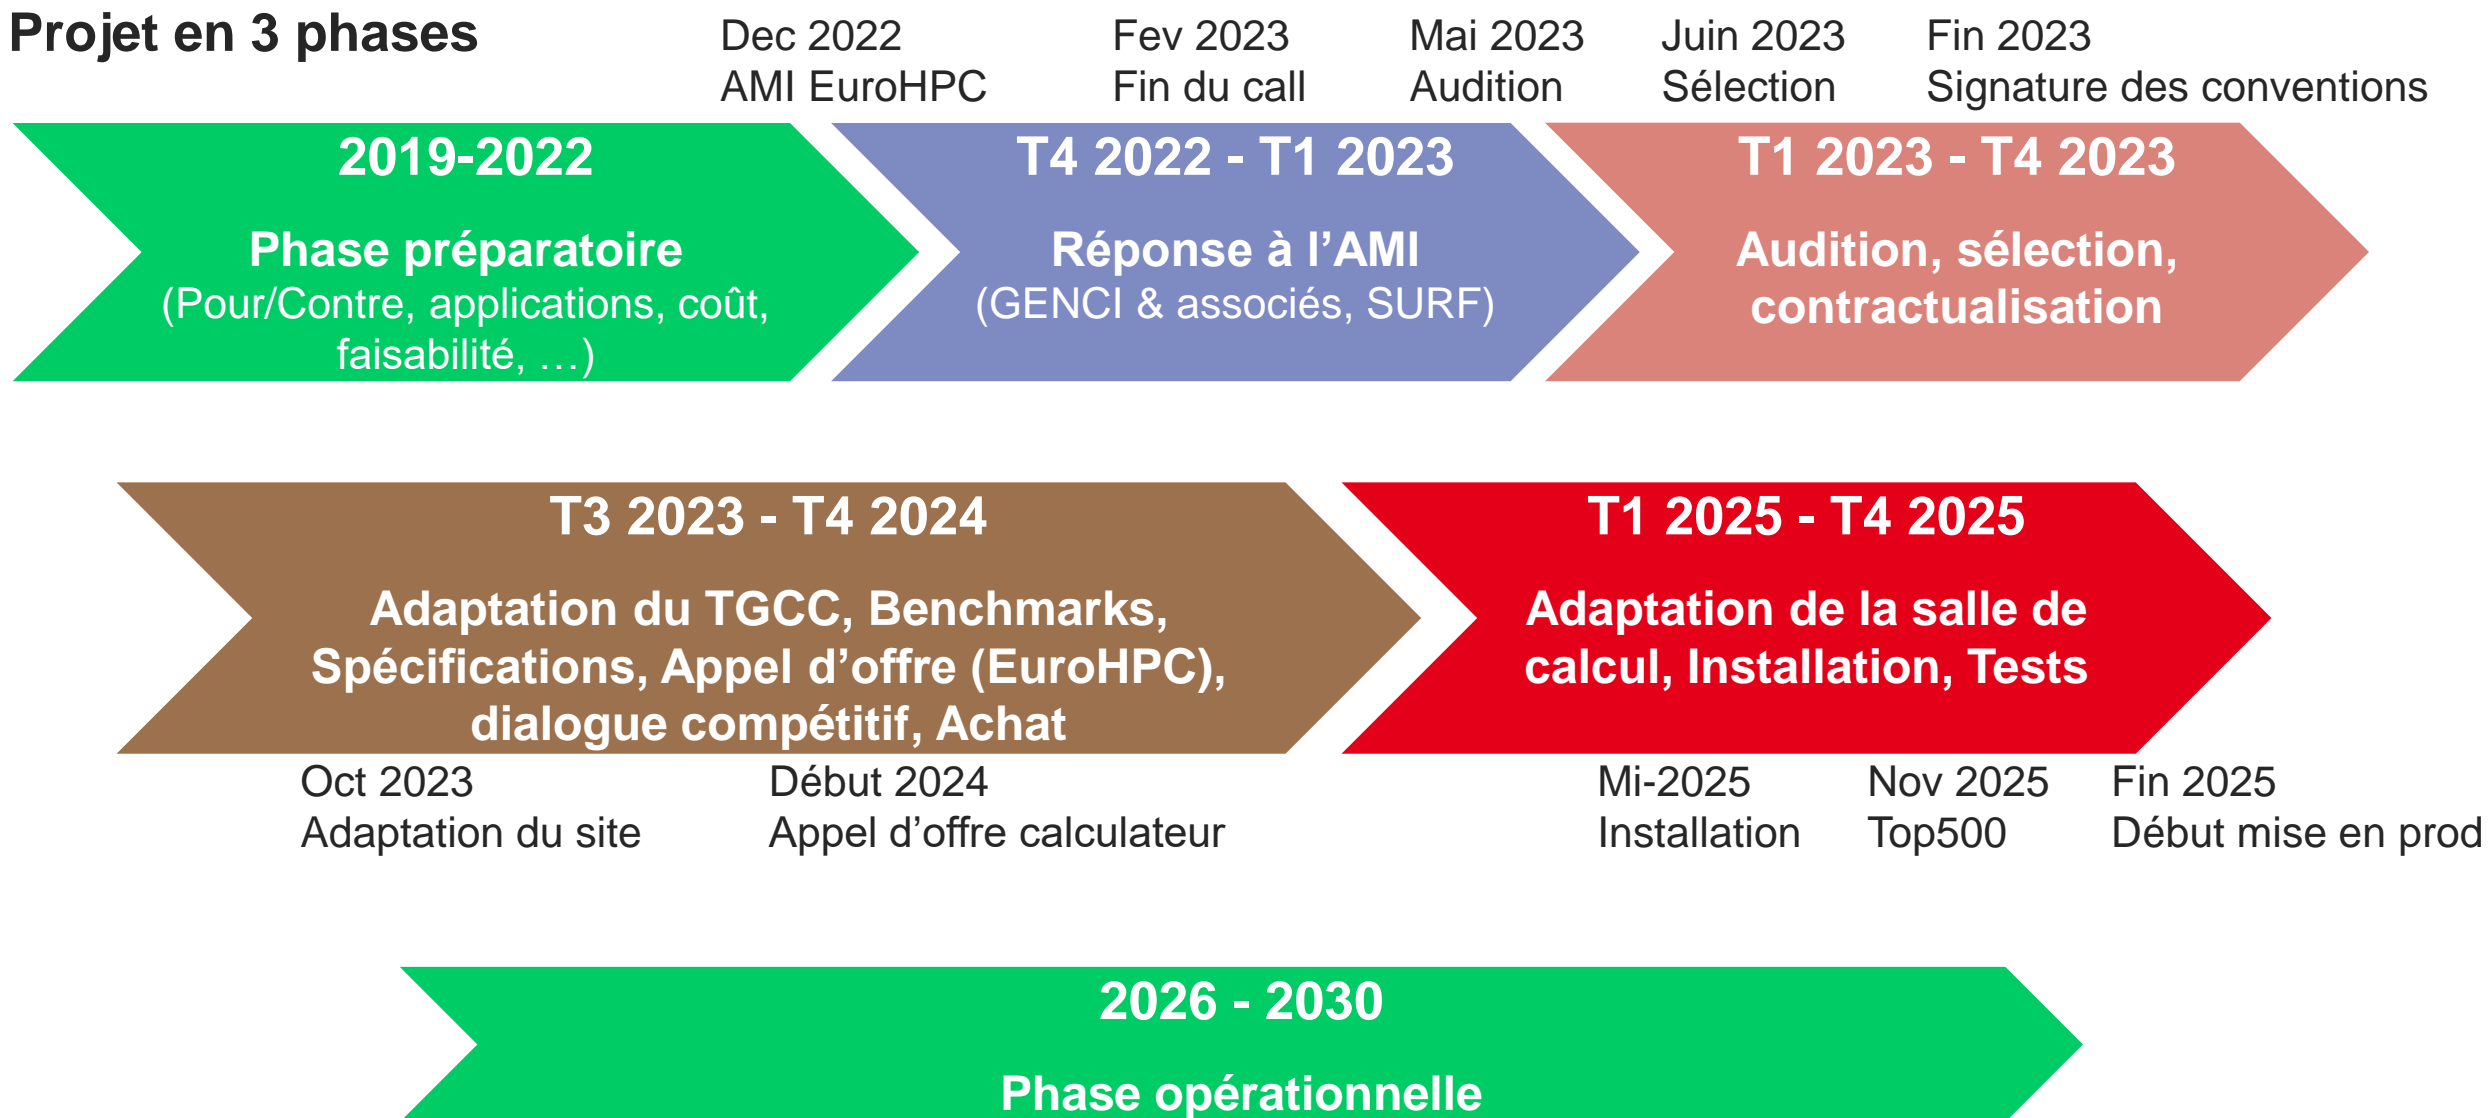 Projet en 3 phases
Dec 2022
AMI EuroHPC
Fev 2023
Fin du call
Mai 2023
Audition
Juin 2023
Sélection
Fin 2023
Signature des conventions
2019-2022
Phase préparatoire
(Pour/Contre, applications, coût,
faisabilité, …)
T4 2022 - T1 2023
Réponse à l’AMI
(GENCI & associés, SURF)
T1 2023 - T4 2023
Audition, sélection,
contractualisation
T3 2023 - T4 2024
Adaptation du TGCC, Benchmarks,
Spécifications, Appel d’offre (EuroHPC),
dialogue compétitif, Achat
T1 2025 - T4 2025
Adaptation de la salle de
calcul, Installation, Tests
Oct 2023
Adaptation du site
Début 2024
Appel d’offre calculateur
Mi-2025
Installation
Nov 2025
Top500
Fin 2025
Début mise en prod
2026 - 2030
Phase opérationnelle